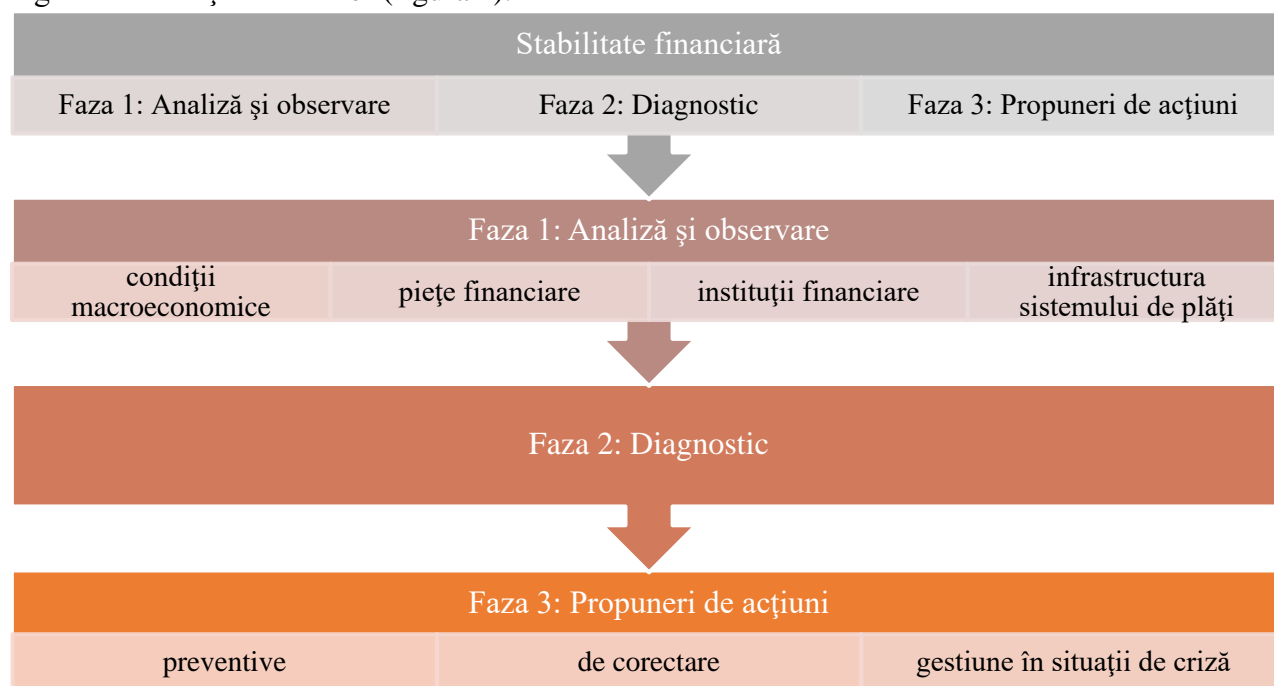 Stabilitate financiară
Faza 1: Analiză şi observare
Faza 2: Diagnostic
Faza 3: Propuneri de acţiuni
Faza 1: Analiză şi observare
condiţii
macroeconomice
pieţe financiare
instituţii financiare
infrastructura
sistemului de plăţi
Faza 2: Diagnostic
Faza 3: Propuneri de acţiuni
preventive
de corectare
gestiune în situaţii de criză